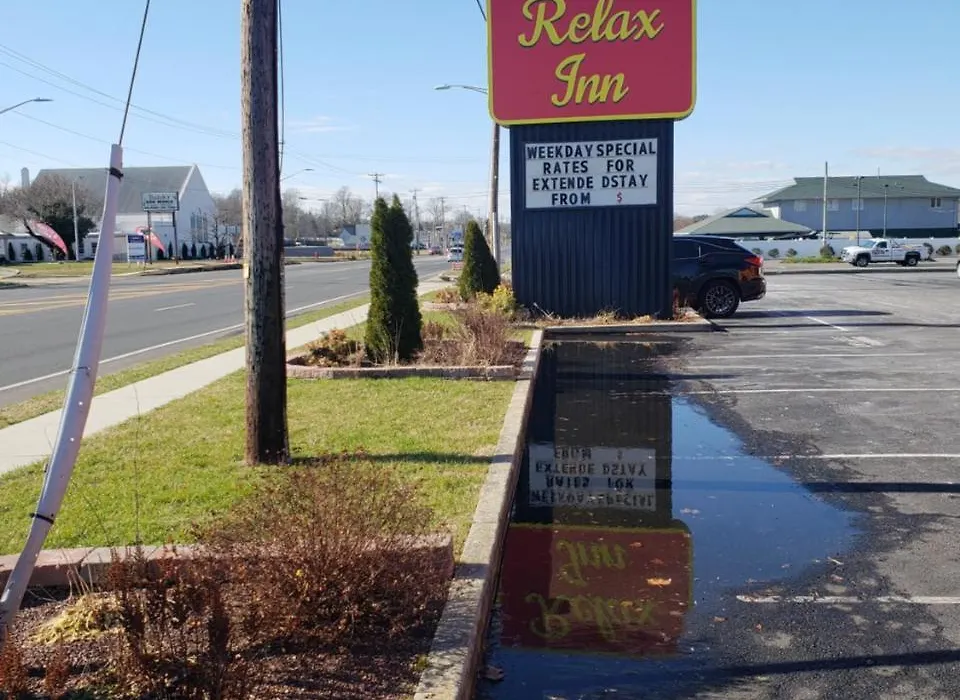 Relax
Inn
WEEKDAY SPECIAL
RATES FOR
EXTENDE DSTAY
FROM $